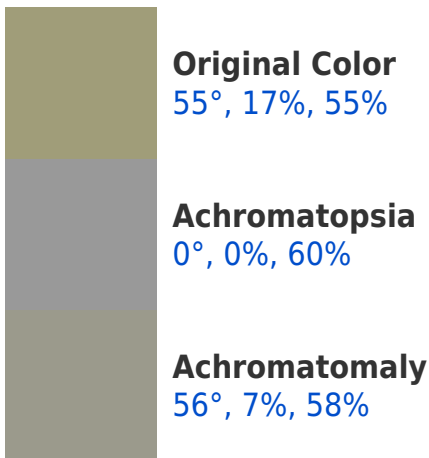 Original Color
55°, 17%, 55%
Achromatopsia
0°, 0%, 60%
Achromatomaly
56°, 7%, 58%